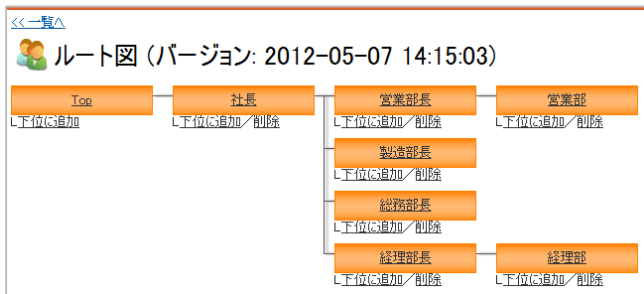 << 一覧へ
ルート図 (バージョン: 2012-05-07 14:15:03)
Top 社長 営業部長 営業部
L下位に追加 L下位に追加／削除 L下位に追加／削除 L下位に追加／削除
製造部長
L下位に追加／削除
総務部長
L下位に追加／削除
経理部長 経理部
L下位に追加／削除 L下位に追加／削除